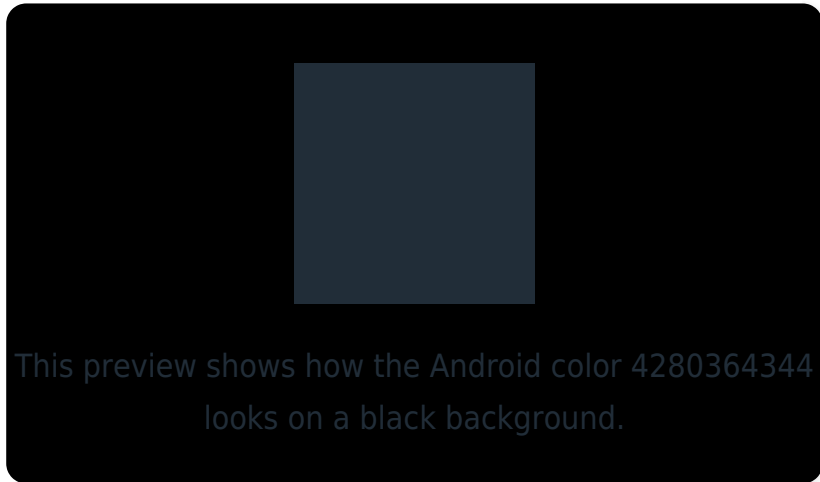 This preview shows how the Android color 4280364344
looks on a black background.